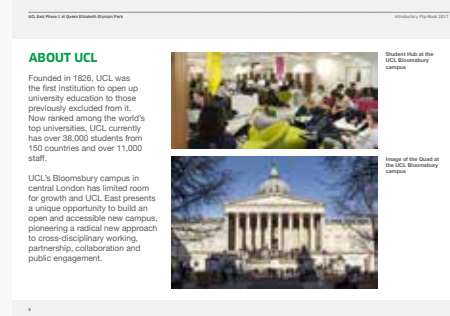 UCL East Phase 1 at Queen Elizabeth Olympic Park
Introductory Flip Book 2017
ABOUT UCL
Founded in 1826, UCL was
the first institution to open up
university education to those
previously excluded from it.
Now ranked among the world's
top universities, UCL currently
has over 38,000 students from
150 countries and over 11,000
staff.
UCL's Bloomsbury campus in
central London has limited room
for growth and UCL East presents
a unique opportunity to build an
open and accessible new campus,
pioneering a radical new approach
to cross-disciplinary working,
partnership, collaboration and
public engagement.
Student Hub at the
UCL Bloomsbury
campus
Image of the Quad at
the UCL Bloomsbury
campus